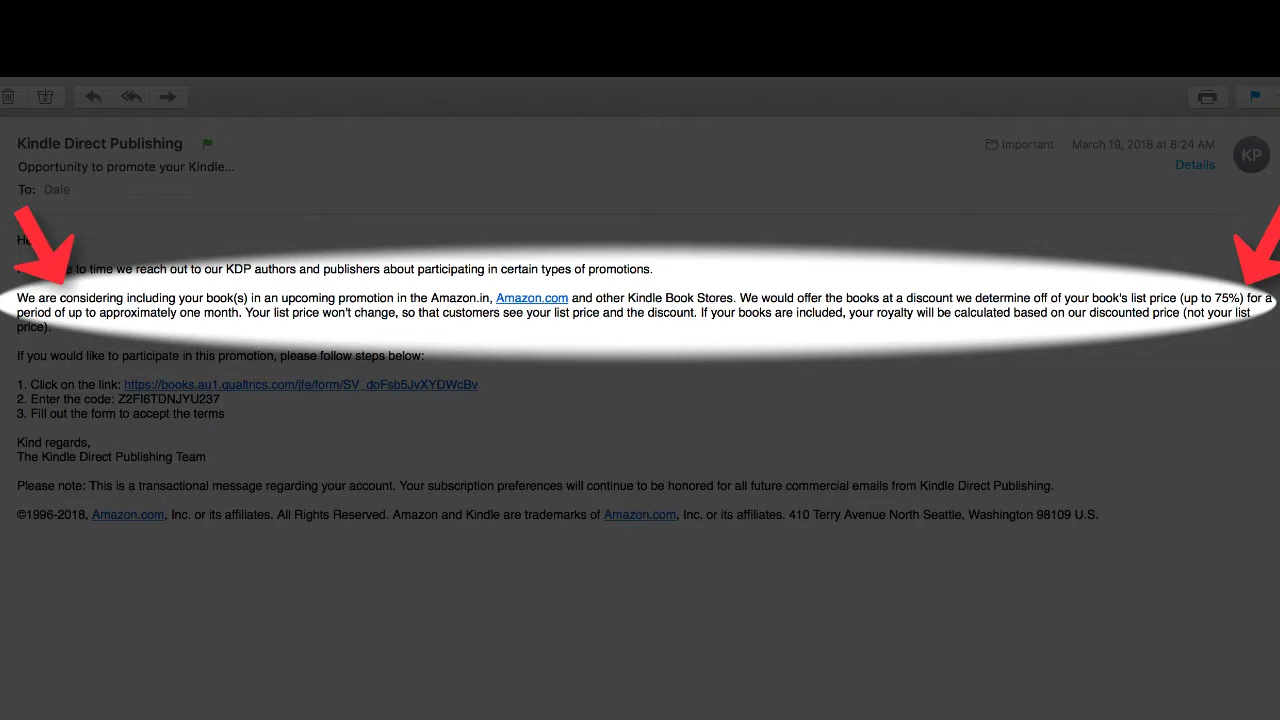 Kindle Direct Publishing
Important
March 19, 2018 at 8:24 AM
KP
Opportunity to promote your Kindle...
Details
To: Dale
to time we reach out to our KDP authors and publishers about participating in certain types of promotions.
We are considering including your book(s) in an upcoming promotion in the Amazon.in, Amazon.com and other Kindle Book Stores. We would offer the books at a discount we determine off of your book's list price (up to 75%) for a
period of up to approximately one month. Your list price won't change, so that customers see your list price and the discount. If your books are included, your royalty will be calculated based on our discounted price (not your list
price).
If you would like to participate in this promotion, please follow steps below:
1. Click on the link: https://books.au1.qualtrics.com/jfe/form/SV_doFsb5JvXYDWcBv
2. Enter the code: Z2FI6TDNJYU237
3. Fill out the form to accept the terms
Kind regards,
The Kindle Direct Publishing Team
Please note: This is a transactional message regarding your account. Your subscription preferences will continue to be honored for all future commercial emails from Kindle Direct Publishing.
©1996-2018, Amazon.com, Inc. or its affiliates. All Rights Reserved. Amazon and Kindle are trademarks of Amazon.com, Inc. or its affiliates. 410 Terry Avenue North Seattle, Washington 98109 U.S.